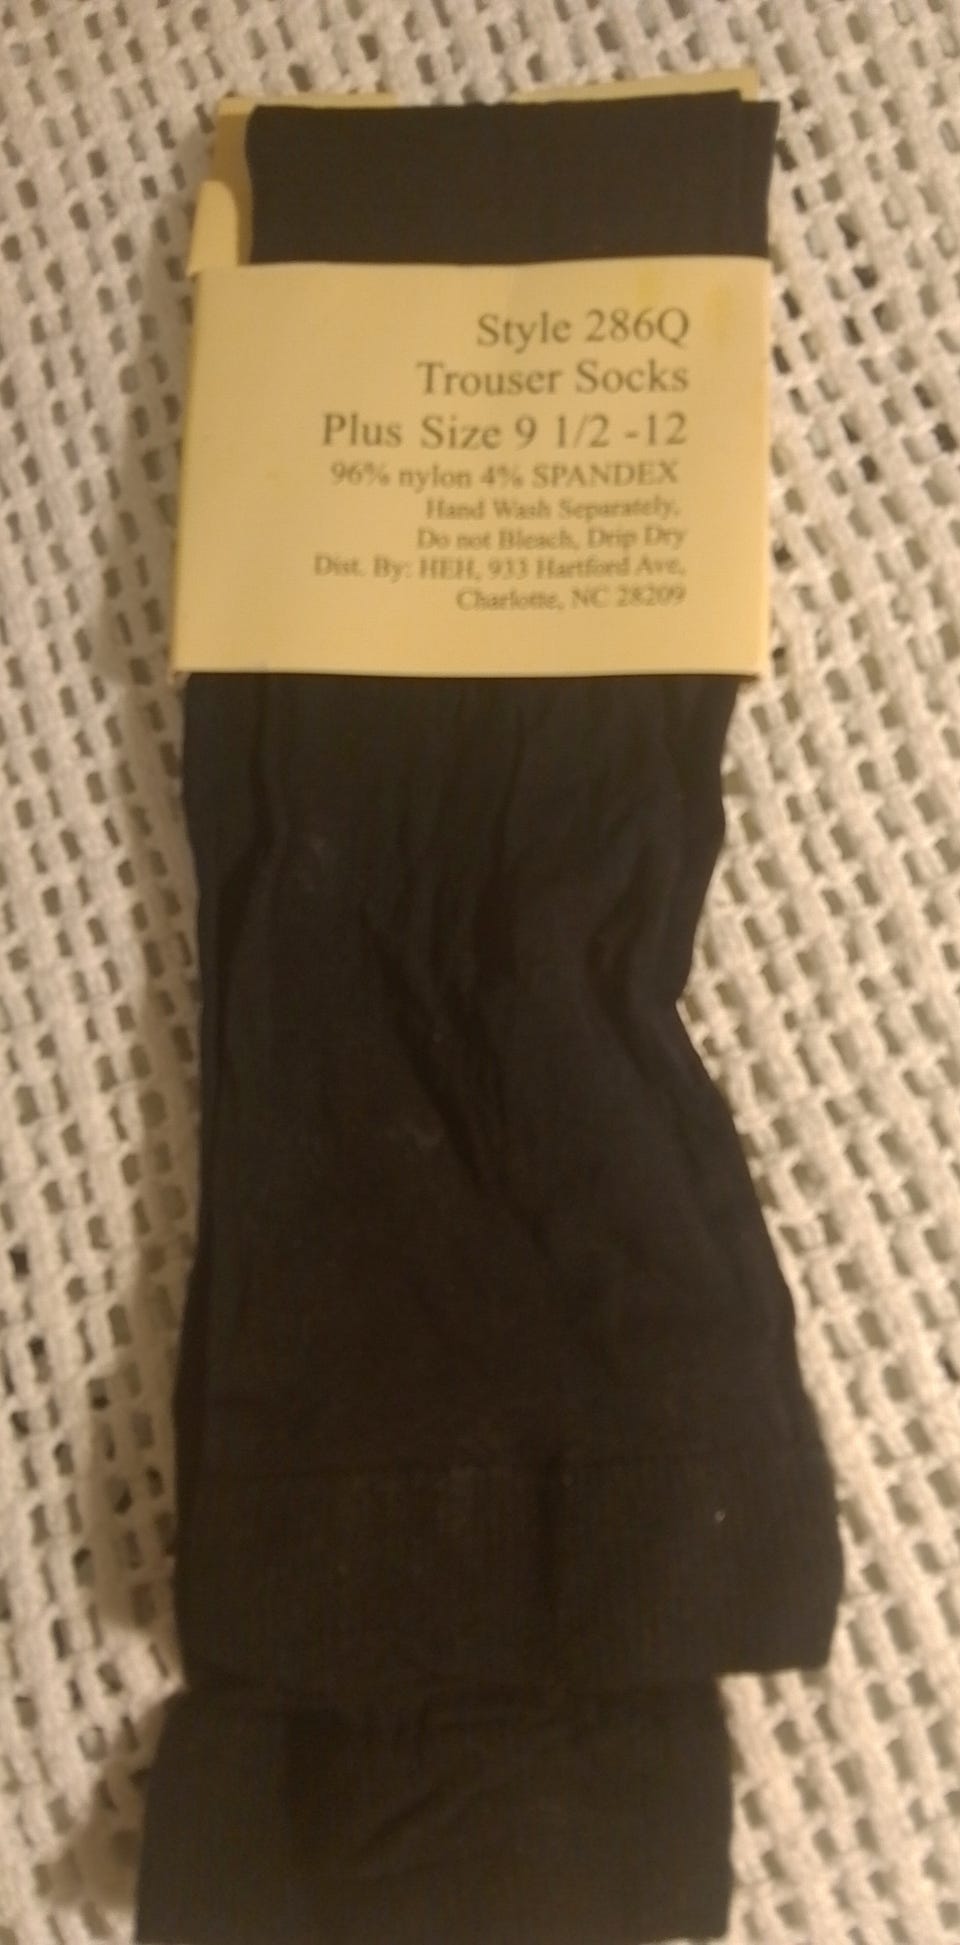 Style 286Q
Trouser Socks
Plus Size 9 1/2 -12
96% nylon 4% SPANDEX
Hand Wash Separately,
Do not Bleach, Drip Dry
Dist. By: HEH, 933 Hartford Ave,
Charlotte, NC 28209